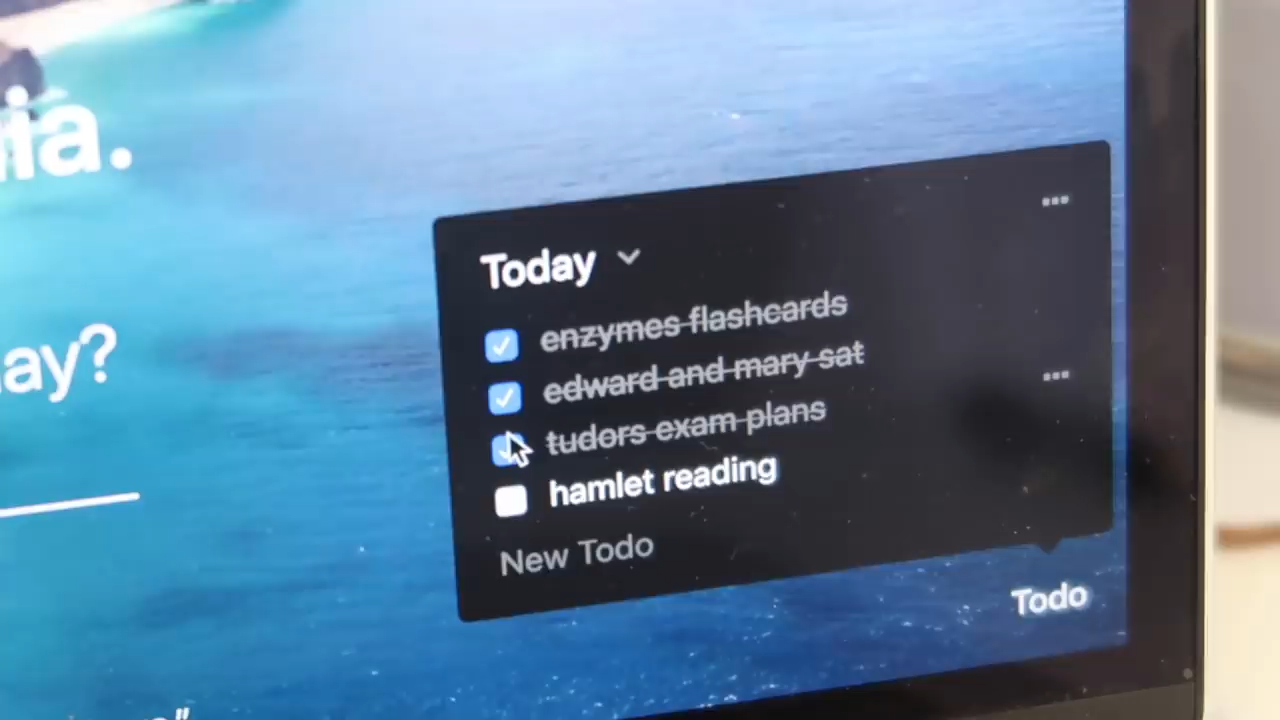 ia.
Today
enzymes flashcards
edward and mary sat
ay?
tudors exam plans
hamlet reading
New Todo
Todo